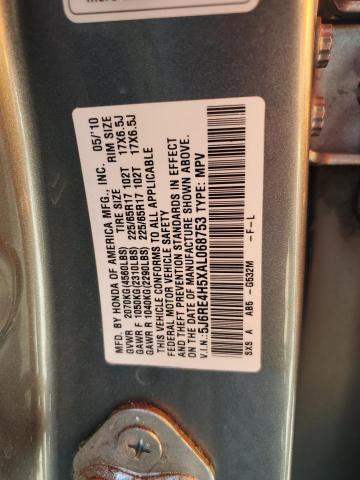 MFD. BY HONDA OF AMERICA MFG., INC. 05/'10
TIRE SIZE RIM SIZE
GVWR 2070KG(4560LBS)
GAWR F 1050KG(2310LBS) 225/65R17 102T 17X6.5J
GAWR R 1040KG(2290LBS) 225/65R17 102T 17X6.5J
THIS VEHICLE CONFORMS TO ALL APPLICABLE
FEDERAL MOTOR VEHICLE SAFETY STANDARDS IN EFFECT
AND THEFT PREVENTION
ON THE DATE OF MANUFACTURE SHOWN ABOVE.
V.I.N.:5J6RE4H5XAL068753 TYPE: MPV
SXS A AB5 -G532M -F-L